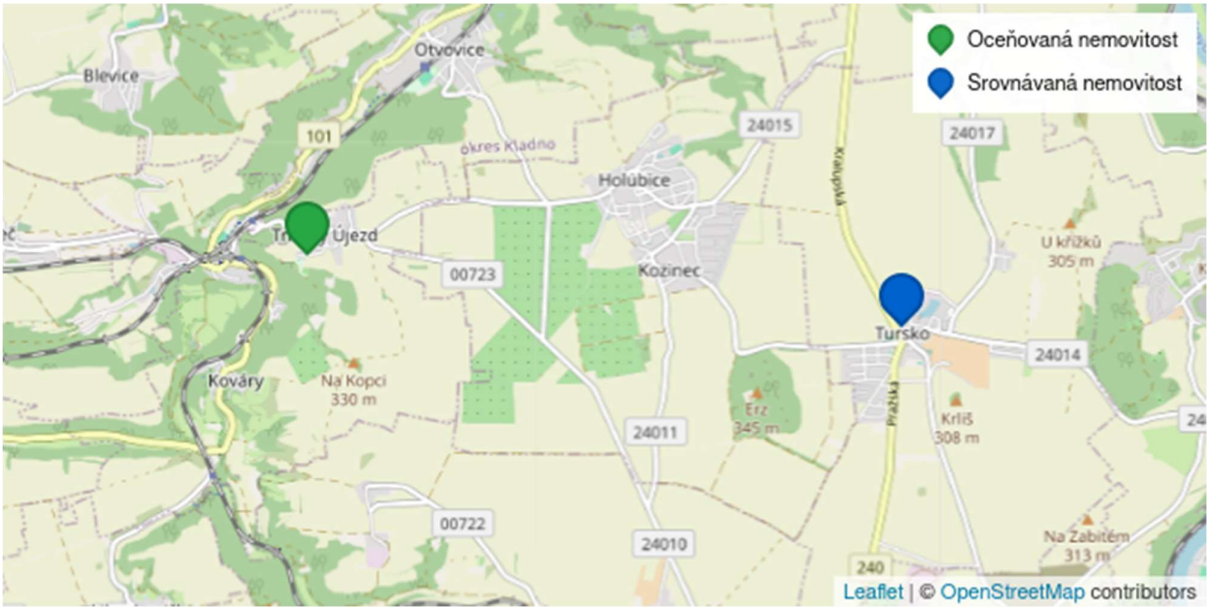 Oceňovaná nemovitost
Srovnávaná nemovitost
Otvovice
Blevice
101
24015
24017
okres Kladno
Holubice
Kralupská
Újezd
U křížků
305 m
00723
Kozinec
Tursko
24014
Kováry
Na Kopci
330 m
Erz
345 m
Pražská
Krliš
308 m
24011
00722
24010
Na Zabitém
313 m
240
Leaflet | © OpenStreetMap contributors